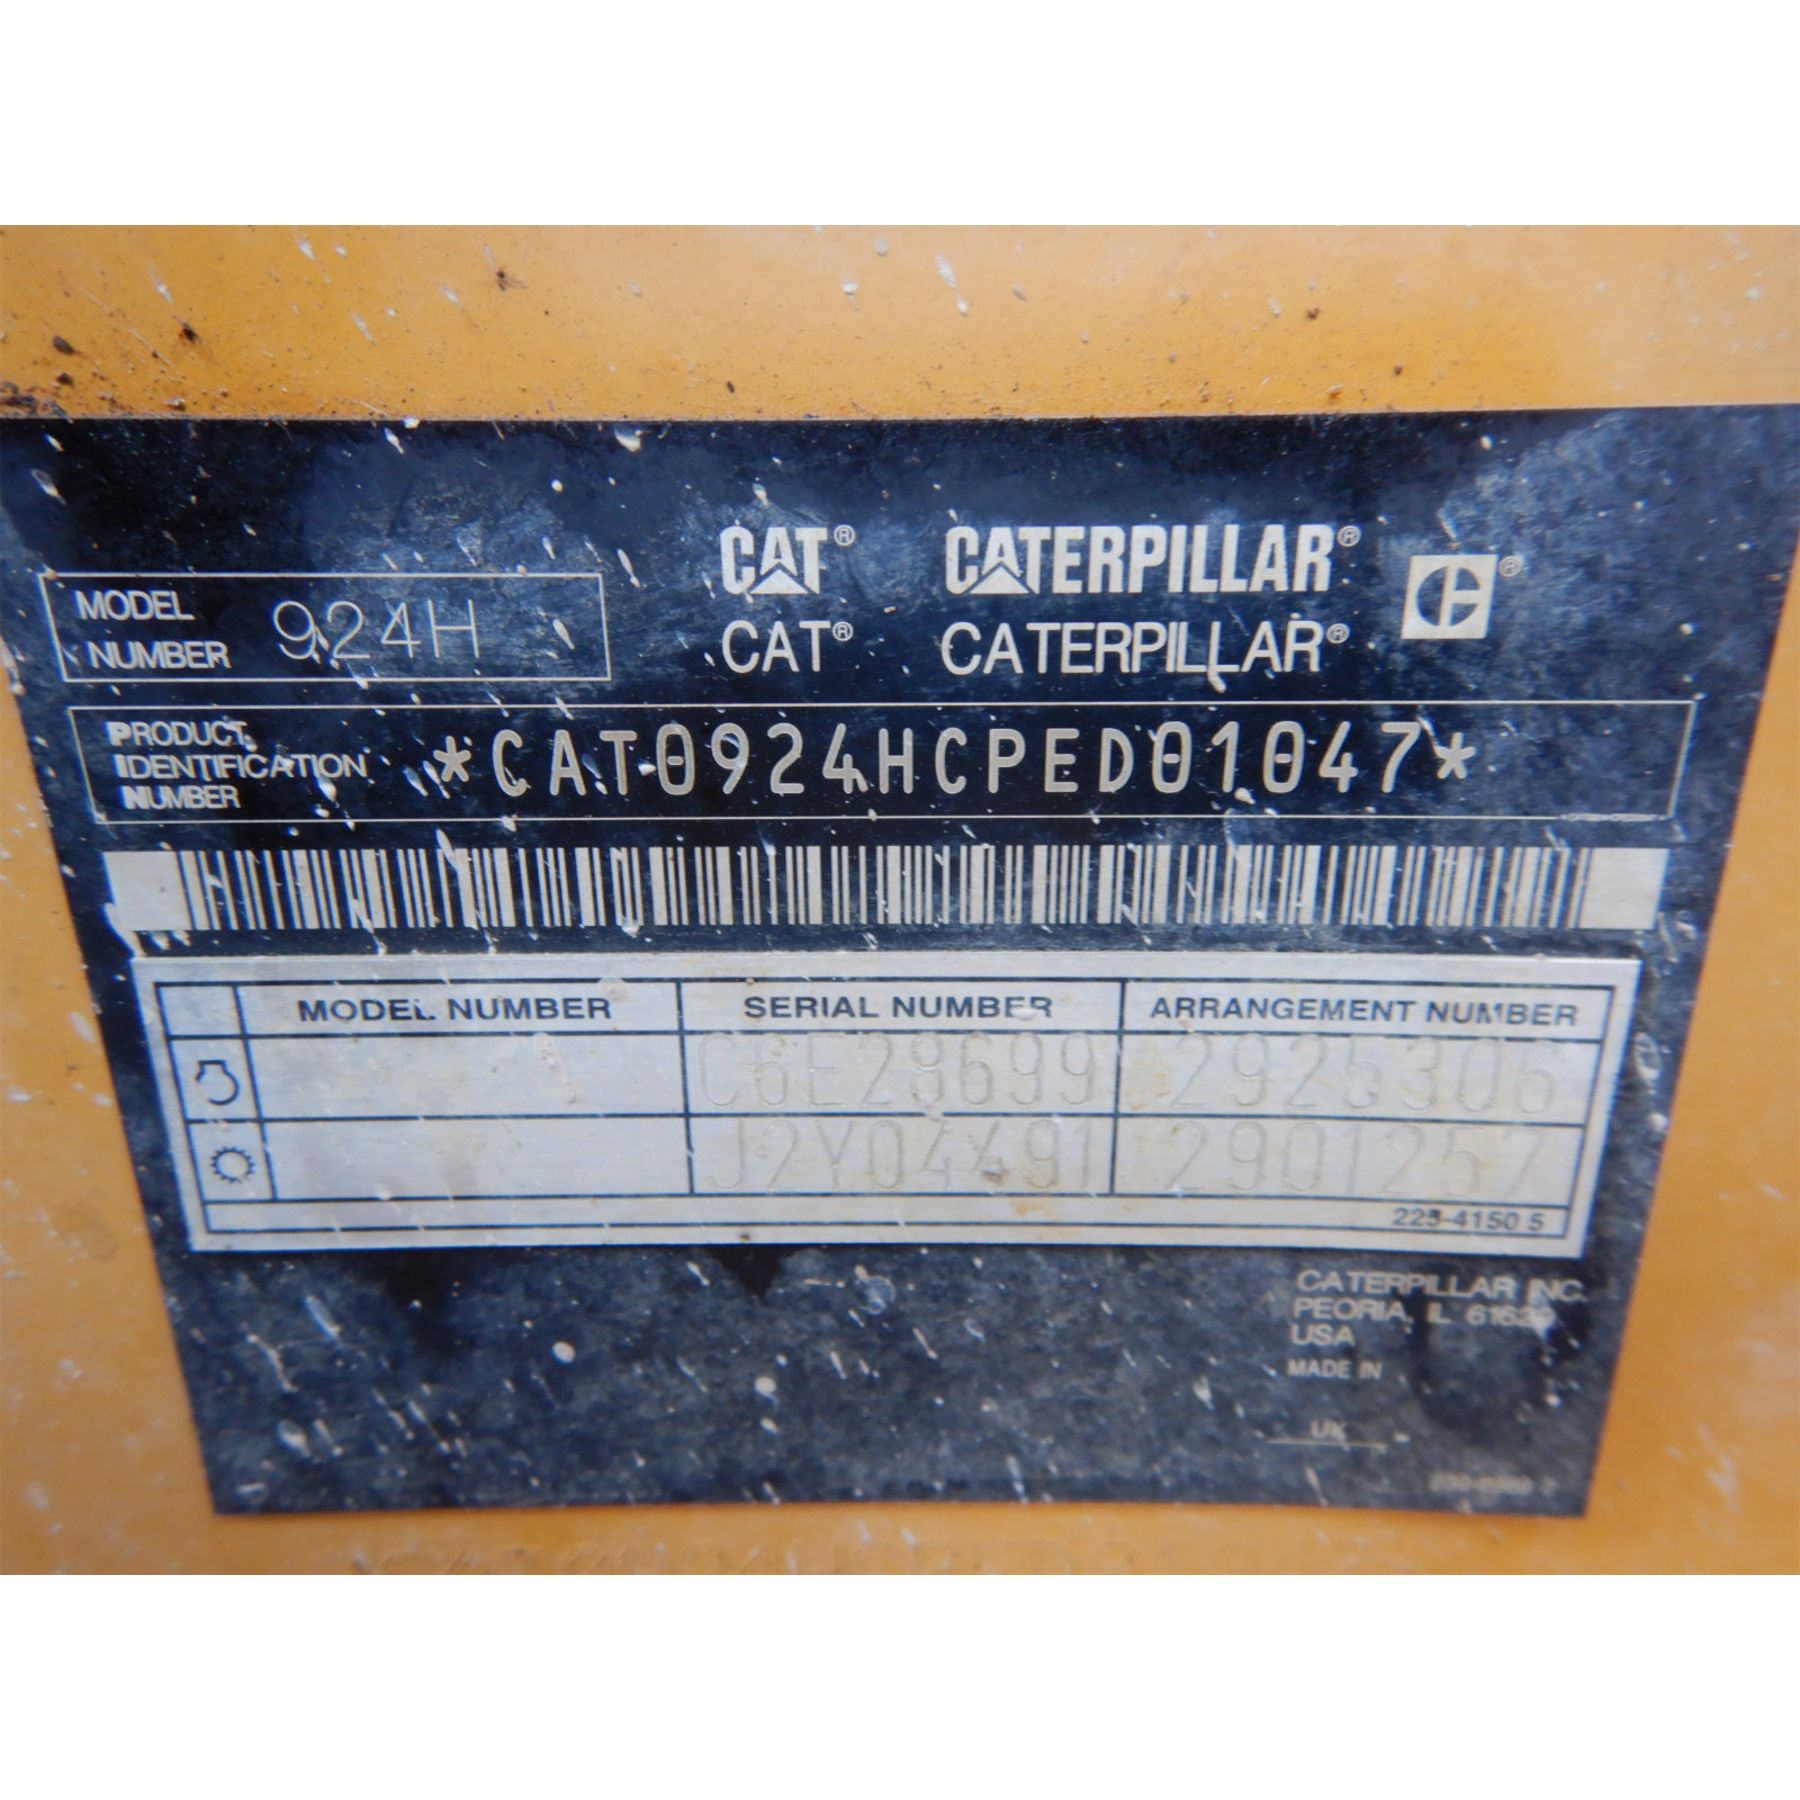 CAT® CATERPILLAR® ®
MODEL
NUMBER 924H
CAT® CATERPILLAR®
PRODUCT
IDENTIFICATION
NUMBER
*CAT0924HCPED01047*
MODEL NUMBER SERIAL NUMBER ARRANGEMENT NUMBER
C6E28699 2925306
J2Y04491 2901257
225-4150 5
CATERPILLAR INC.
PEORIA, IL 61629
USA
MADE IN
UK